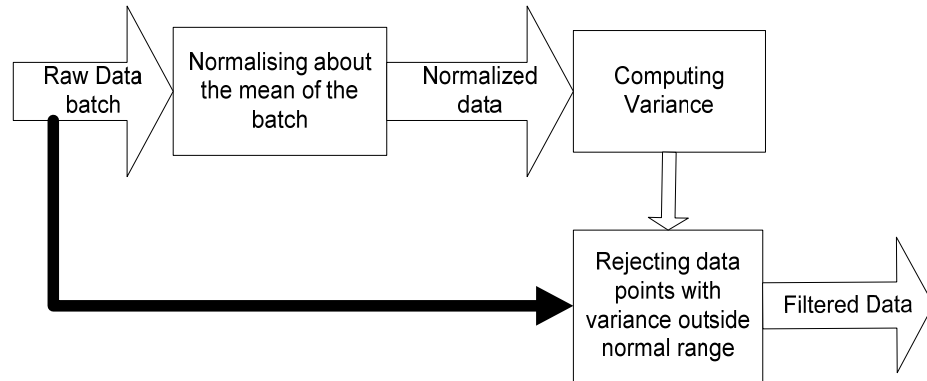 Raw Data
batch
Normalising about
the mean of the
batch
Normalized
data
Computing
Variance
Rejecting data
points with
variance outside
normal range
Filtered Data